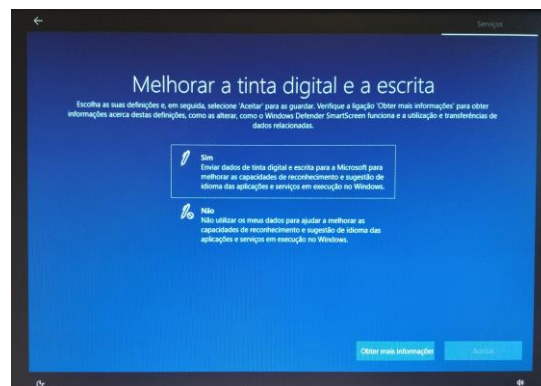 Serviços
Melhorar a tinta digital e a escrita
Escolha as suas definições e, em seguida, selecione 'Aceitar' para as guardar. Verifique a ligação 'Obter mais informações' para obter
informações acerca destas definições, como as alterar, como o Windows Defender SmartScreen funciona e a utilização e transferências de
dados relacionadas.
Sim
Enviar dados de tinta digital e escrita para a Microsoft para
melhorar as capacidades de reconhecimento e sugestão de
idioma das aplicações e serviços em execução no Windows.
Não
Não utilizar os meus dados para ajudar a melhorar as
capacidades de reconhecimento e sugestão de idioma das
aplicações e serviços em execução no Windows.
Obter mais informações
Aceitar